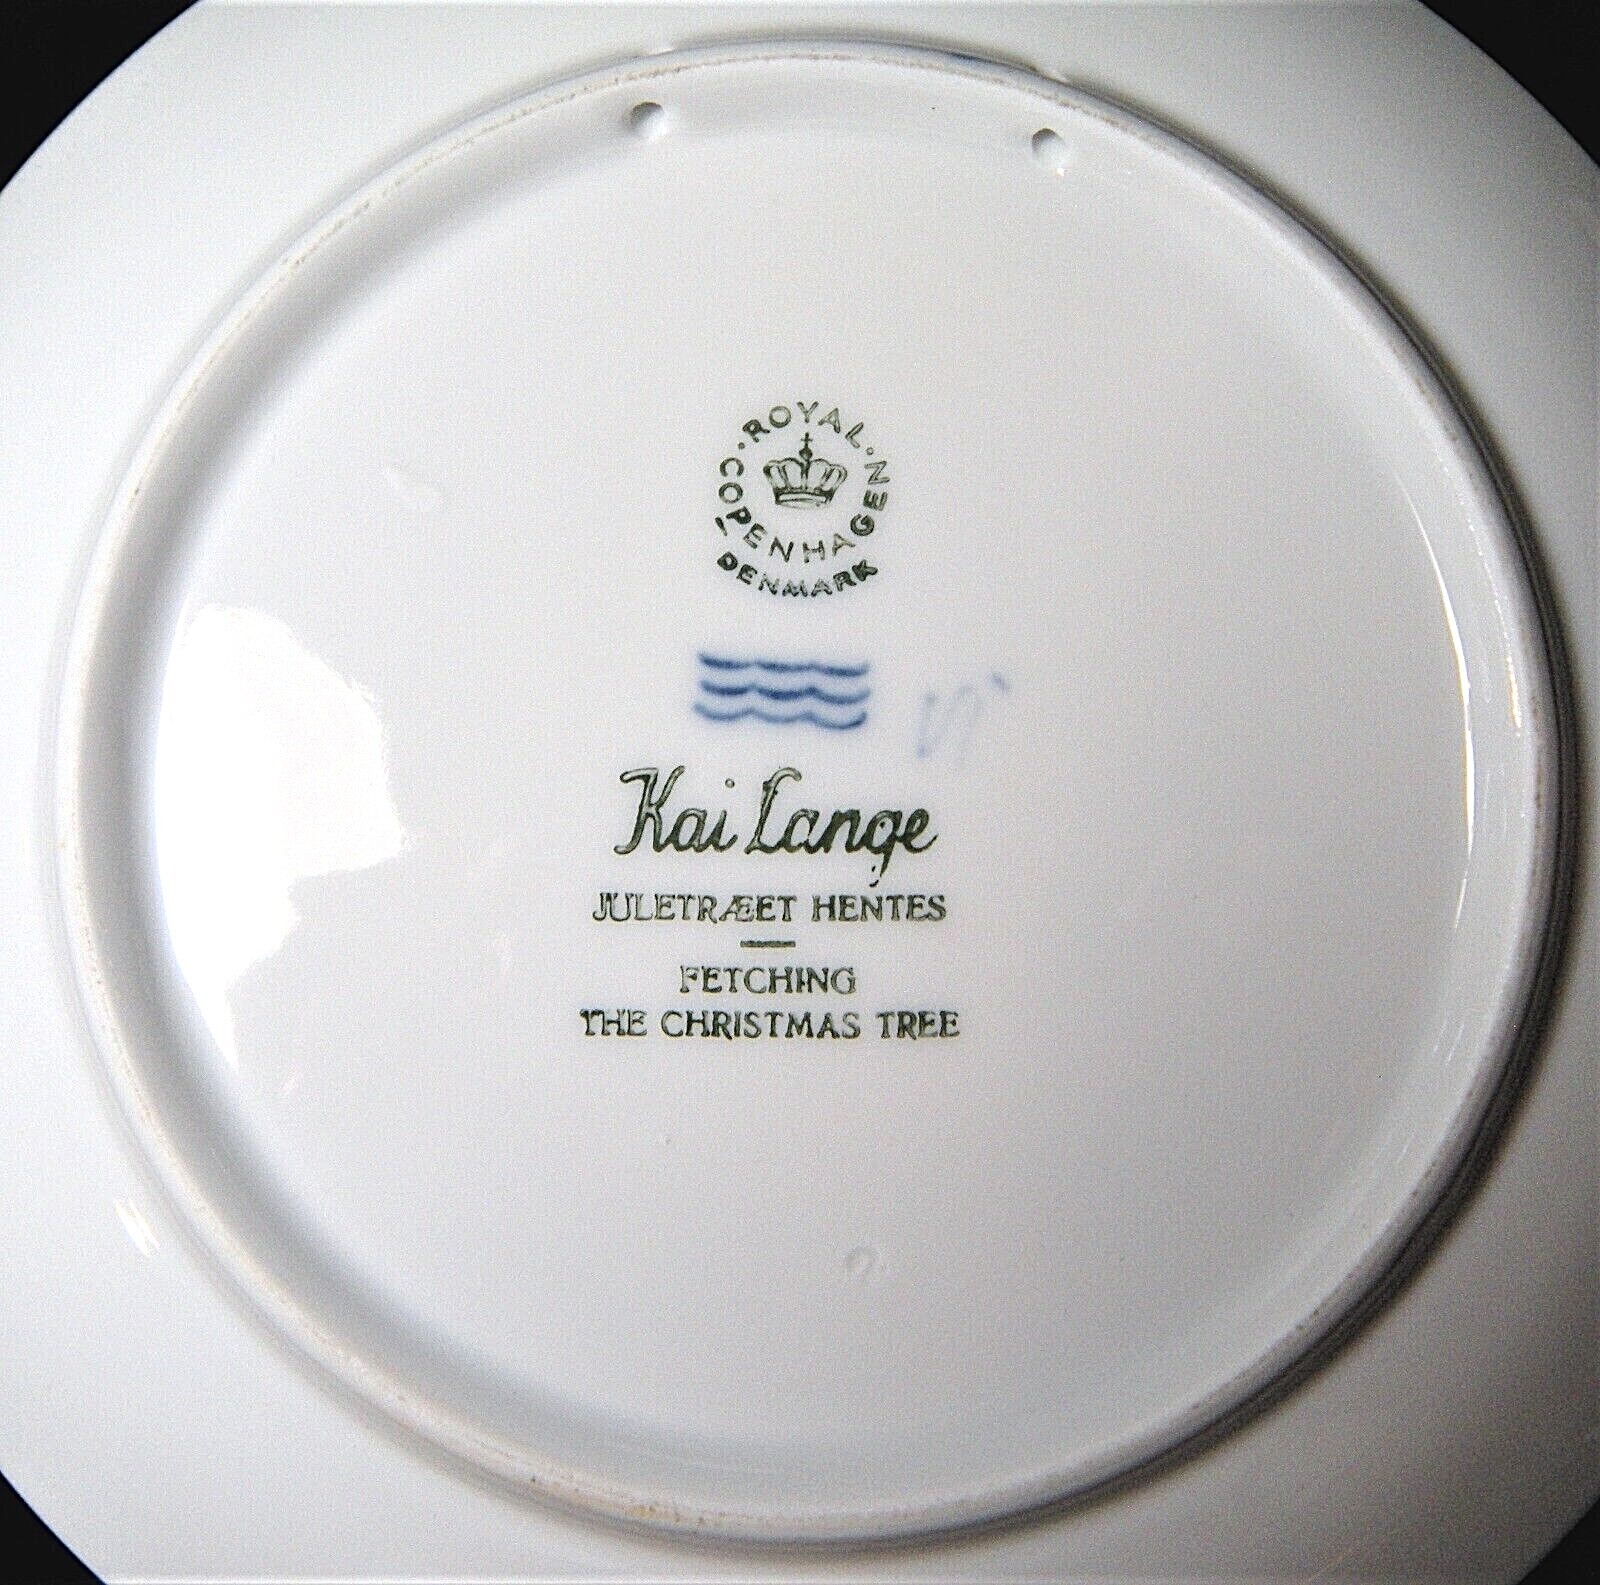 · ROYAL ·
COPENHAGEN
DENMARK
Kai Lange
JULETRÆET HENTES
FETCHING
THE CHRISTMAS TREE